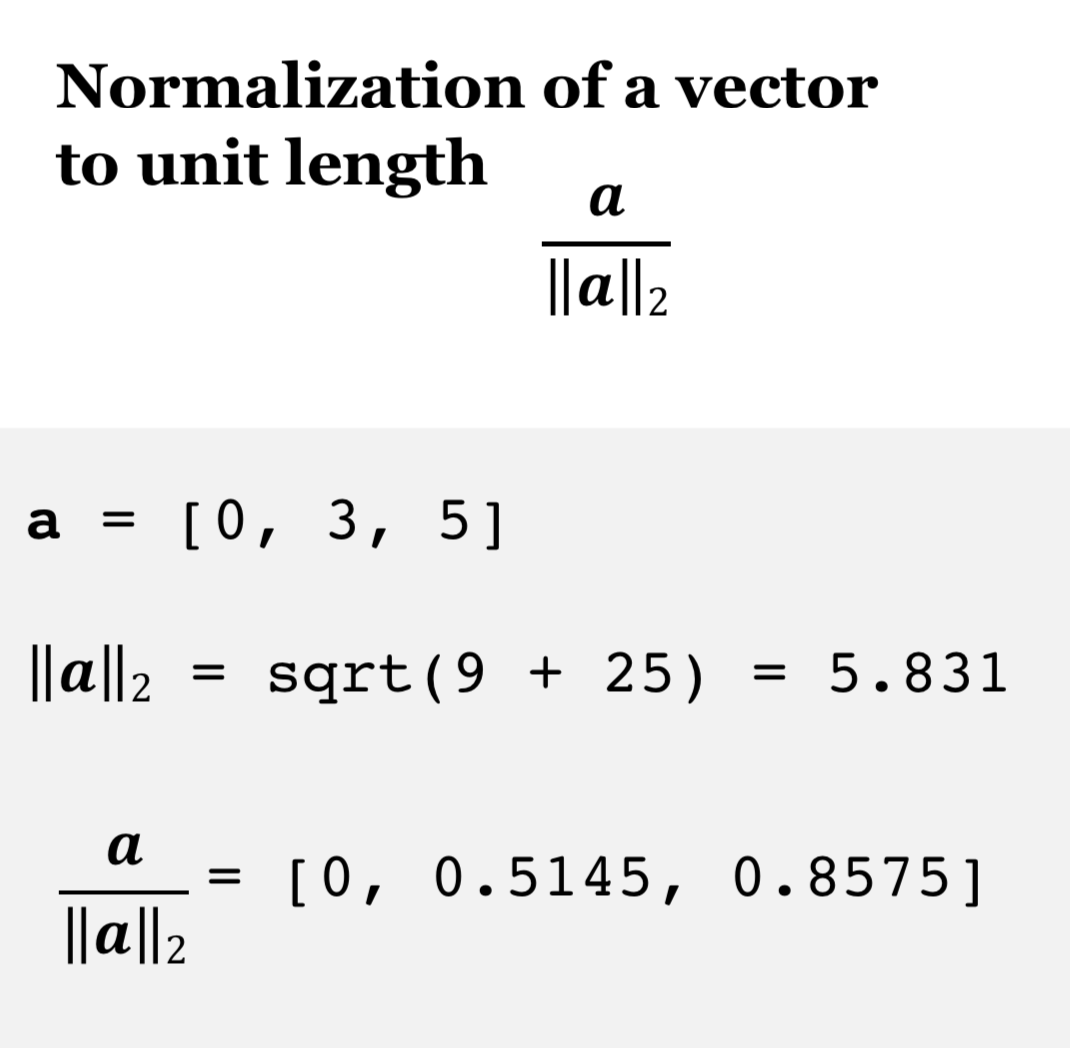 Normalization of a vector
to unit length
a
‖a‖₂
a = [0, 3, 5]
‖a‖₂ = sqrt(9 + 25) = 5.831
a
‖a‖₂
= [0, 0.5145, 0.8575]